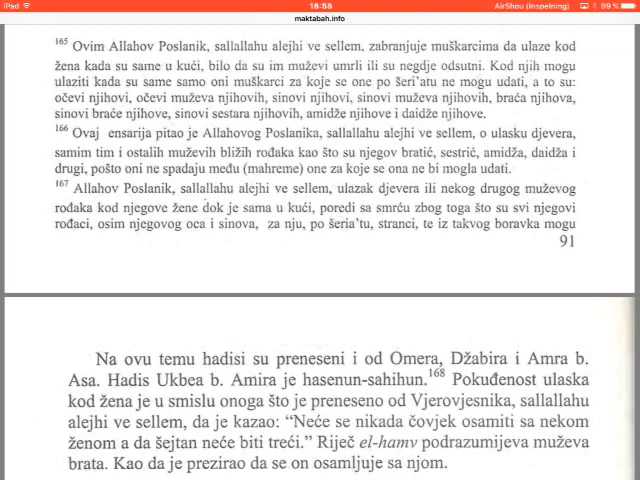 iPad
18:58
AirShou (Inspelning)
99 %
maktabah.info
165 Ovim Allahov Poslanik, sallallahu alejhi ve sellem, zabranjuje muškarcima da ulaze kod
žena kada su same u kući, bilo da su im muževi umrli ili su negdje odsutni. Kod njih mogu
ulaziti kada su same samo oni muškarci za koje se one po šeri'atu ne mogu udati, a to su:
očevi njihovi, očevi muževa njihovih, sinovi njihovi, sinovi muževa njihovih, braća njihova,
sinovi braće njihove, sinovi sestara njihovih, amidže njihove i daidže njihove.
166 Ovaj ensarija pitao je Allahovog Poslanika, sallallahu alejhi ve sellem, o ulasku djevera,
samim tim i ostalih muževih bližih rođaka kao što su njegov bratić, sestrić, amidža, daidža i
drugi, pošto oni ne spadaju među (mahreme) one za koje se ona ne bi mogla udati.
167 Allahov Poslanik, sallallahu alejhi ve sellem, ulazak djevera ili nekog drugog muževog
rođaka kod njegove žene dok je sama u kući, poredi sa smrću zbog toga što su svi njegovi
rođaci, osim njegovog oca i sinova, za nju, po šeria'tu, stranci, te iz takvog boravka mogu
91
Na ovu temu hadisi su preneseni i od Omera, Džabira i Amra b.
Asa. Hadis Ukbea b. Amira je hasenun-sahihun.168 Pokuđenost ulaska
kod žena je u smislu onoga što je preneseno od Vjerovjesnika, sallallahu
alejhi ve sellem, da je kazao: “Neće se nikada čovjek osamiti sa nekom
ženom a da šejtan neće biti treći.” Riječ el-hamv podrazumijeva muževa
brata. Kao da je prezirao da se on osamljuje sa njom.